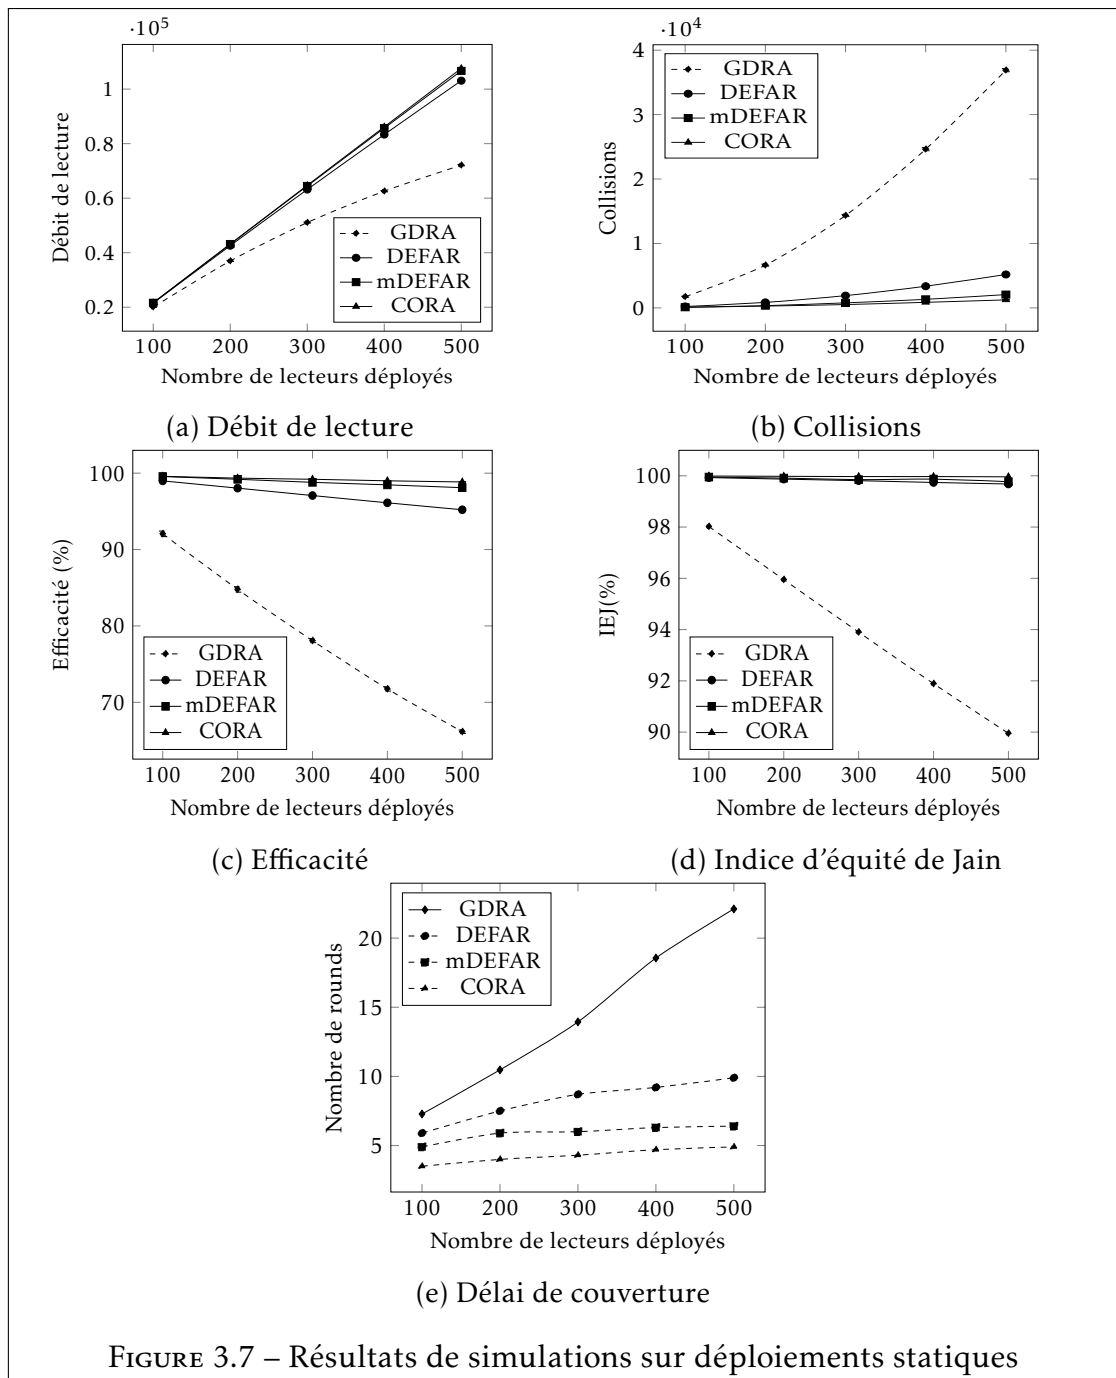 ·10⁵
1
0.8
0.6
0.4
0.2
100 200 300 400 500
Débit de lecture
Nombre de lecteurs déployés
GDRA
DEFAR
mDEFAR
CORA
(a) Débit de lecture
·10⁴
4
3
2
1
0
100 200 300 400 500
Collisions
Nombre de lecteurs déployés
GDRA
DEFAR
mDEFAR
CORA
(b) Collisions
100
90
80
70
100 200 300 400 500
Efficacité (%)
Nombre de lecteurs déployés
GDRA
DEFAR
mDEFAR
CORA
(c) Efficacité
100
98
96
94
92
90
100 200 300 400 500
IEJ(%)
Nombre de lecteurs déployés
GDRA
DEFAR
mDEFAR
CORA
(d) Indice d'équité de Jain
20
15
10
5
100 200 300 400 500
Nombre de rounds
Nombre de lecteurs déployés
GDRA
DEFAR
mDEFAR
CORA
(e) Délai de couverture
FIGURE 3.7 – Résultats de simulations sur déploiements statiques